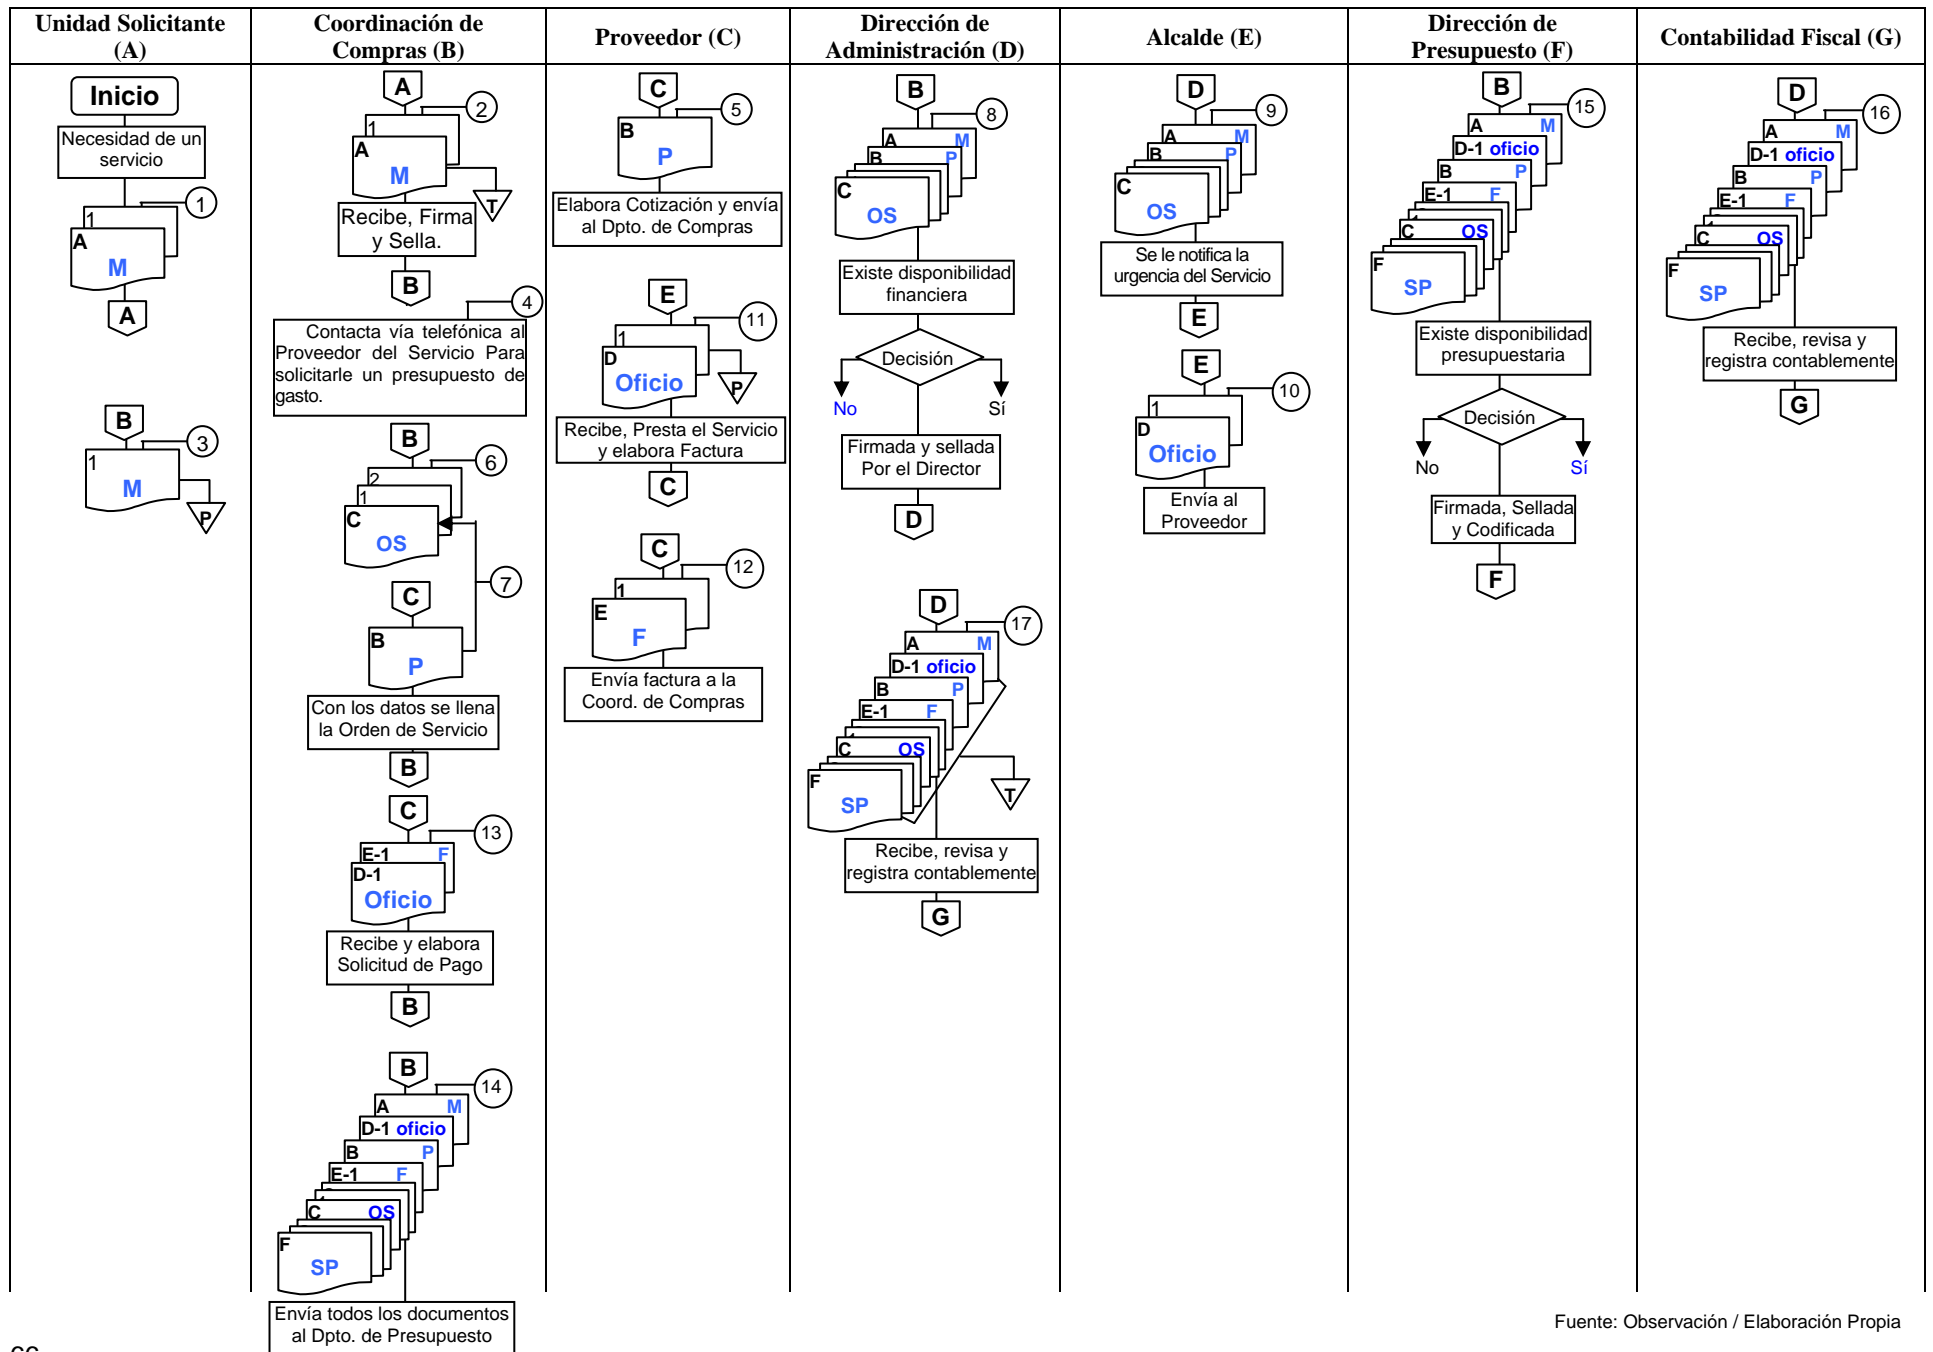 Unidad Solicitante
(A)
Coordinación de
Compras (B)
Proveedor (C)
Dirección de
Administración (D)
Alcalde (E)
Dirección de
Presupuesto (F)
Contabilidad Fiscal (G)
Inicio
Necesidad de un
servicio
1
1
A
M
A
B
3
1
M
P
A
2
1
A
M
T
Recibe, Firma
y Sella.
B
4
Contacta vía telefónica al
Proveedor del Servicio Para
solicitarle un presupuesto de
gasto.
B
6
2
1
C
OS
7
C
B
P
Con los datos se llena
la Orden de Servicio
B
C
13
E-1 F
D-1
Oficio
Recibe y elabora
Solicitud de Pago
B
B
14
A M
D-1 oficio
B P
E-1 F
C OS
F
SP
Envía todos los documentos
al Dpto. de Presupuesto
C
5
B
P
Elabora Cotización y envía
al Dpto. de Compras
E
11
1
D
Oficio
P
Recibe, Presta el Servicio
y elabora Factura
C
C
12
1
E
F
Envía factura a la
Coord. de Compras
B
8
A M
B P
C
OS
Existe disponibilidad
financiera
Decisión
No
Sí
Firmada y sellada
Por el Director
D
D
17
A M
D-1 oficio
B P
E-1 F
C OS
F
SP
T
Recibe, revisa y
registra contablemente
G
D
9
A M
B P
C
OS
Se le notifica la
urgencia del Servicio
E
E
10
1
D
Oficio
Envía al
Proveedor
B
15
A M
D-1 oficio
B P
E-1 F
C OS
F
SP
Existe disponibilidad
presupuestaria
Decisión
No
Sí
Firmada, Sellada
y Codificada
F
D
16
A M
D-1 oficio
B P
E-1 F
C OS
F
SP
Recibe, revisa y
registra contablemente
G
Fuente: Observación / Elaboración Propia